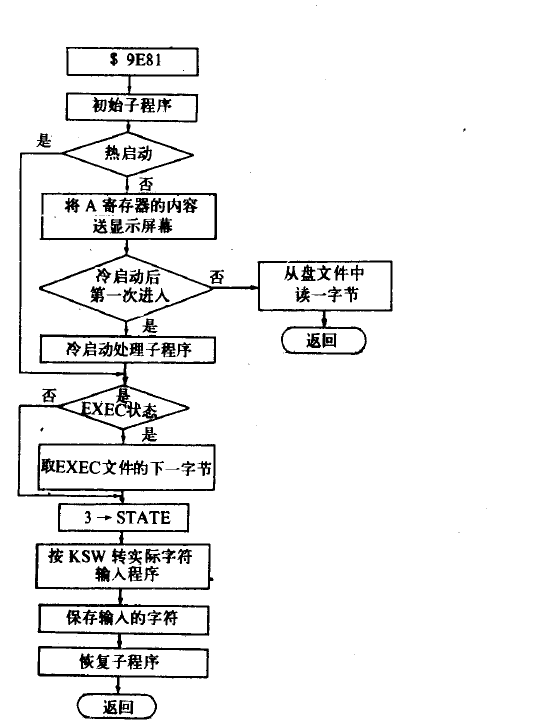 $ 9E81
初始子程序
是
热启动
否
将 A 寄存器的内容
送显示屏幕
冷启动后
第一次进入
否
从盘文件中
读一字节
返回
是
冷启动处理子程序
否
是
EXEC状态
是
取EXEC文件的下一字节
3→STATE
按 KSW 转实际字符
输入程序
保存输入的字符
恢复子程序
返回